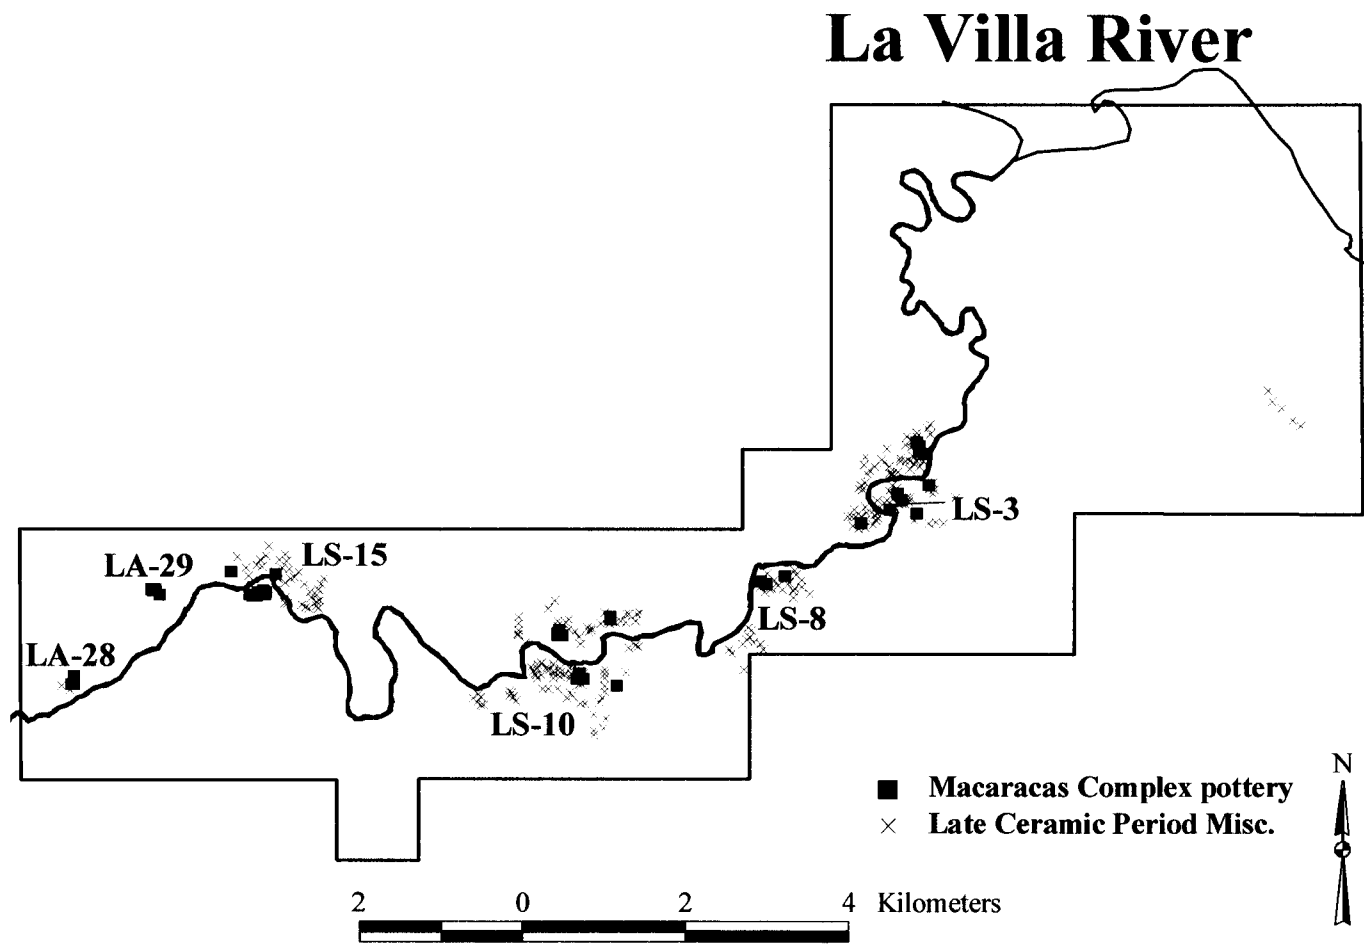 La Villa River
LS-3
LA-29
LS-15
LS-8
LA-28
LS-10
N
Macaracas Complex pottery
Late Ceramic Period Misc.
2 0 2 4 Kilometers